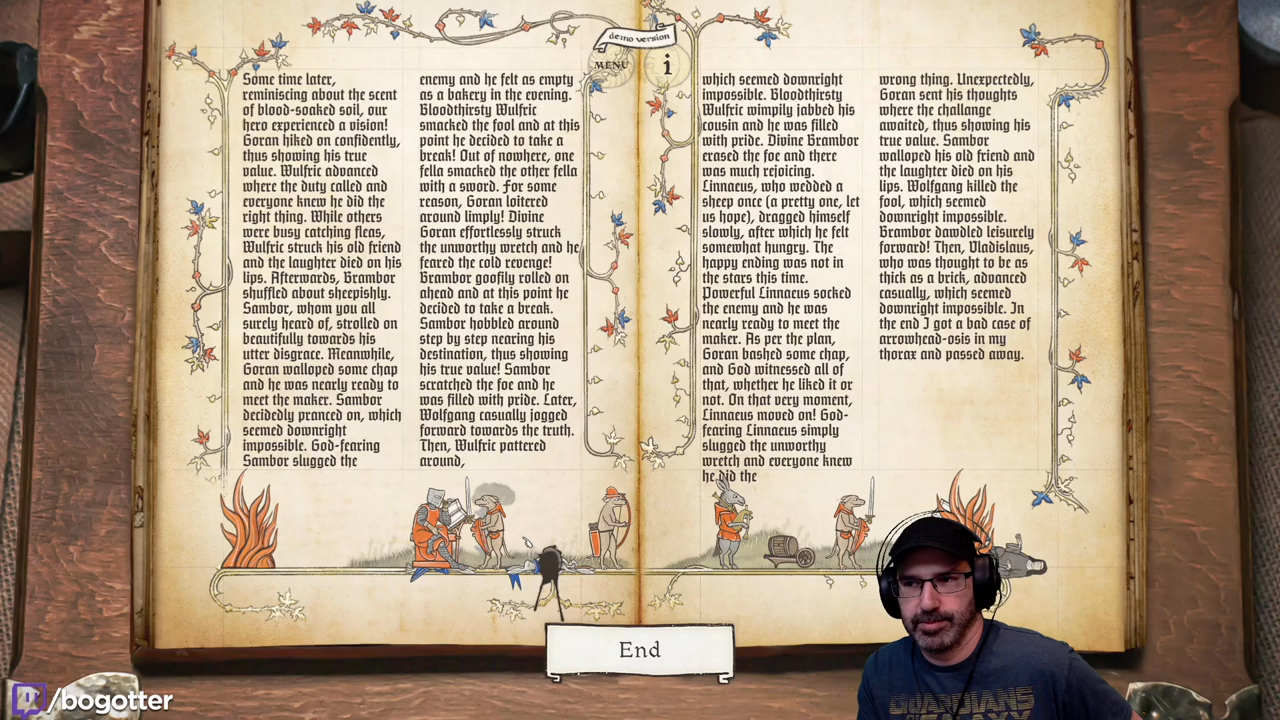 demo version
MENU
i
Some time later,
reminiscing about the scent
of blood-soaked soil, our
hero experienced a vision!
Goran hiked on confidently,
thus showing his true
value. Wulfric advanced
where the duty called and
everyone knew he did the
right thing. While others
were busy catching fleas,
Wulfric struck his old friend
and the laughter died on his
lips. Afterwards, Brambor
shuffled about sheepishly.
Sambor, whom you all
surely heard of, strolled on
beautifully towards his
utter disgrace. Meanwhile,
Goran walloped some chap
and he was nearly ready to
meet the maker. Sambor
decidedly pranced on, which
seemed downright
impossible. God-fearing
Sambor slugged the
enemy and he felt as empty
as a bakery in the evening.
Bloodthirsty Wulfric
smacked the fool and at this
point he decided to take a
break! Out of nowhere, one
fella smacked the other fella
with a sword. For some
reason, Goran loitered
around limply! Divine
Goran effortlessly struck
the unworthy wretch and he
feared the cold revenge!
Brambor goofily rolled on
ahead and at this point he
decided to take a break.
Sambor hobbled around
step by step nearing his
destination, thus showing
his true value! Sambor
scratched the foe and he
was filled with pride. Later,
Wolfgang casually jogged
forward towards the truth.
Then, Wulfric pattered
around,
which seemed downright
impossible. Bloodthirsty
Wulfric wimpily jabbed his
cousin and he was filled
with pride. Divine Brambor
erased the foe and there
was much rejoicing.
Linnaeus, who wedded a
sheep once (a pretty one, let
us hope), dragged himself
slowly, after which he felt
somewhat hungry. The
happy ending was not in
the stars this time.
Powerful Linnaeus socked
the enemy and he was
nearly ready to meet the
maker. As per the plan,
Goran bashed some chap,
and God witnessed all of
that, whether he liked it or
not. On that very moment,
Linnaeus moved on! God-
fearing Linnaeus simply
slugged the unworthy
wretch and everyone knew
he did the
wrong thing. Unexpectedly,
Goran sent his thoughts
where the challange
awaited, thus showing his
true value. Sambor
walloped his old friend and
the laughter died on his
lips. Wolfgang killed the
fool, which seemed
downright impossible.
Brambor dawdled leisurely
forward! Then, Vladislaus,
who was thought to be as
thick as a brick, advanced
casually, which seemed
downright impossible. In
the end I got a bad case of
arrowhead-osis in my
thorax and passed away.
End
/bogotter
GUARDIANS
OF THE GALAXY